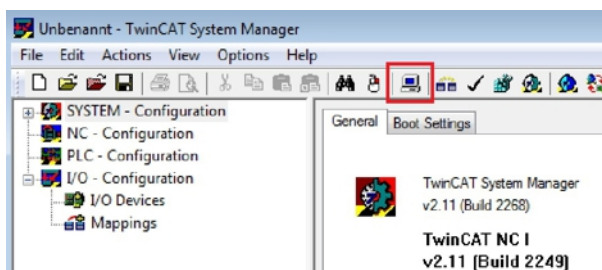 Unbenannt - TwinCAT System Manager
File Edit Actions View Options Help
SYSTEM - Configuration
NC - Configuration
PLC - Configuration
I/O - Configuration
I/O Devices
Mappings
General Boot Settings
TwinCAT System Manager
v2.11 (Build 2268)
TwinCAT NC I
v2.11 (Build 2249)